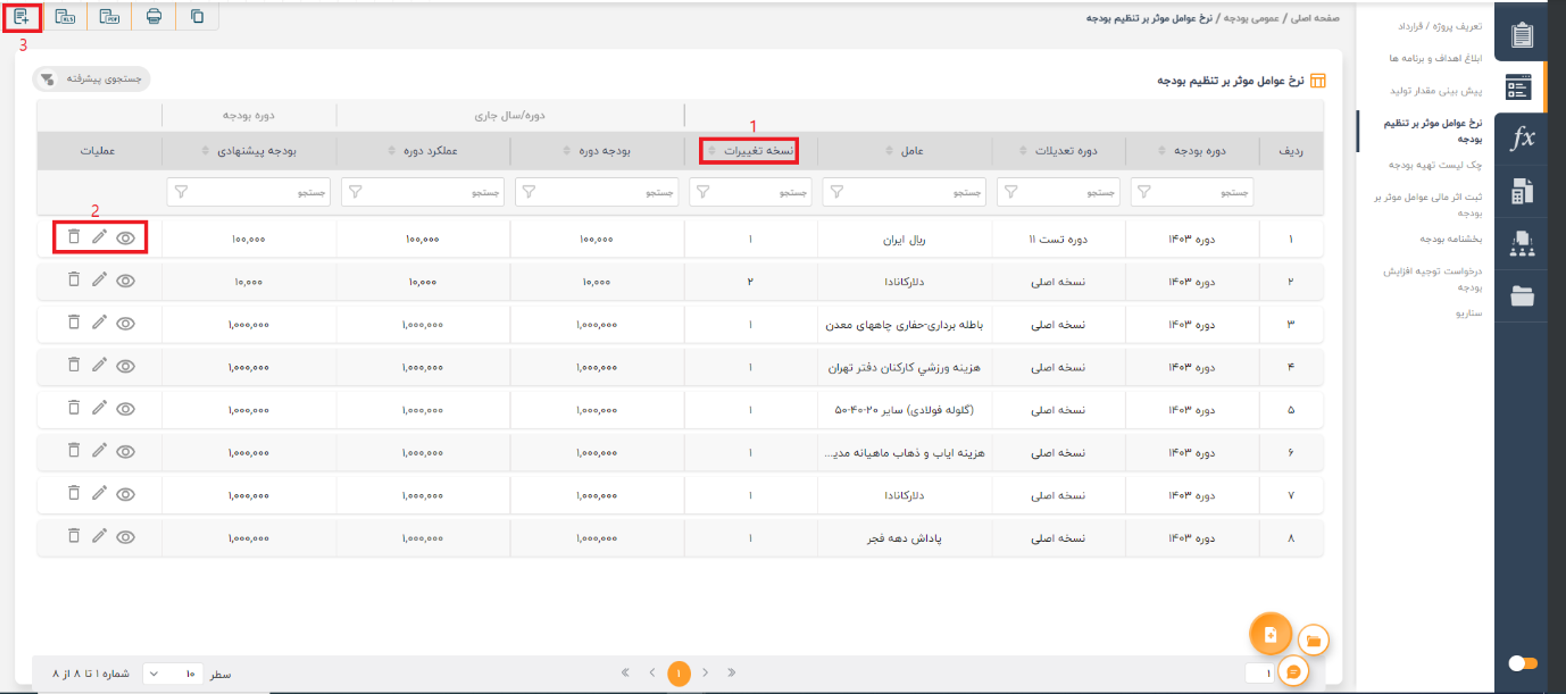 صفحه اصلی / عمومی بودجه / نرخ عوامل موثر بر تنظیم بودجه
XLS
PDF
3
تعریف پروژه / قرارداد
ابلاغ اهداف و برنامه ها
پیش بینی مقدار تولید
نرخ عوامل موثر بر تنظیم
بودجه
چک لیست تهیه بودجه
ثبت اثر مالی عوامل موثر بر
بودجه
بخشنامه بودجه
درخواست توجیه افزایش
بودجه
سناریو
fx
نرخ عوامل موثر بر تنظیم بودجه
جستجوی پیشرفته
دوره/سال جاری
دوره بودجه
1
ردیف دوره بودجه دوره تعدیلات عامل نسخه تغییرات بودجه دوره عملکرد دوره بودجه پیشنهادی عملیات
جستجو جستجو جستجو جستجو جستجو جستجو جستجو
2
۱ دوره ۱۴۰۳ دوره تست ۱۱ ریال ایران ۱ ۱۰۰,۰۰۰ ۱۰۰,۰۰۰ ۱۰۰,۰۰۰
۲ دوره ۱۴۰۳ نسخه اصلی دلارکانادا ۲ ۱۰,۰۰۰ ۱۰,۰۰۰ ۱۰,۰۰۰
۳ دوره ۱۴۰۳ نسخه اصلی باطله برداری-حفاری چاههای معدن ۱ ۱,۰۰۰,۰۰۰ ۱,۰۰۰,۰۰۰ ۱,۰۰۰,۰۰۰
۴ دوره ۱۴۰۳ نسخه اصلی هزینه ورزشي کارکنان دفتر تهران ۱ ۱,۰۰۰,۰۰۰ ۱,۰۰۰,۰۰۰ ۱,۰۰۰,۰۰۰
۵ دوره ۱۴۰۳ نسخه اصلی (گلوله فولادی) سایر ۲۰-۴۰-۵۰ ۱ ۱,۰۰۰,۰۰۰ ۱,۰۰۰,۰۰۰ ۱,۰۰۰,۰۰۰
۶ دوره ۱۴۰۳ نسخه اصلی هزینه ایاب و ذهاب ماهیانه مدیـ... ۱ ۱,۰۰۰,۰۰۰ ۱,۰۰۰,۰۰۰ ۱,۰۰۰,۰۰۰
۷ دوره ۱۴۰۳ نسخه اصلی دلارکانادا ۱ ۱,۰۰۰,۰۰۰ ۱,۰۰۰,۰۰۰ ۱,۰۰۰,۰۰۰
۸ دوره ۱۴۰۳ نسخه اصلی پاداش دهه فجر ۱ ۱,۰۰۰,۰۰۰ ۱,۰۰۰,۰۰۰ ۱,۰۰۰,۰۰۰
۱
۱
سطر ۱۰ شماره ۱ تا ۸ از ۸